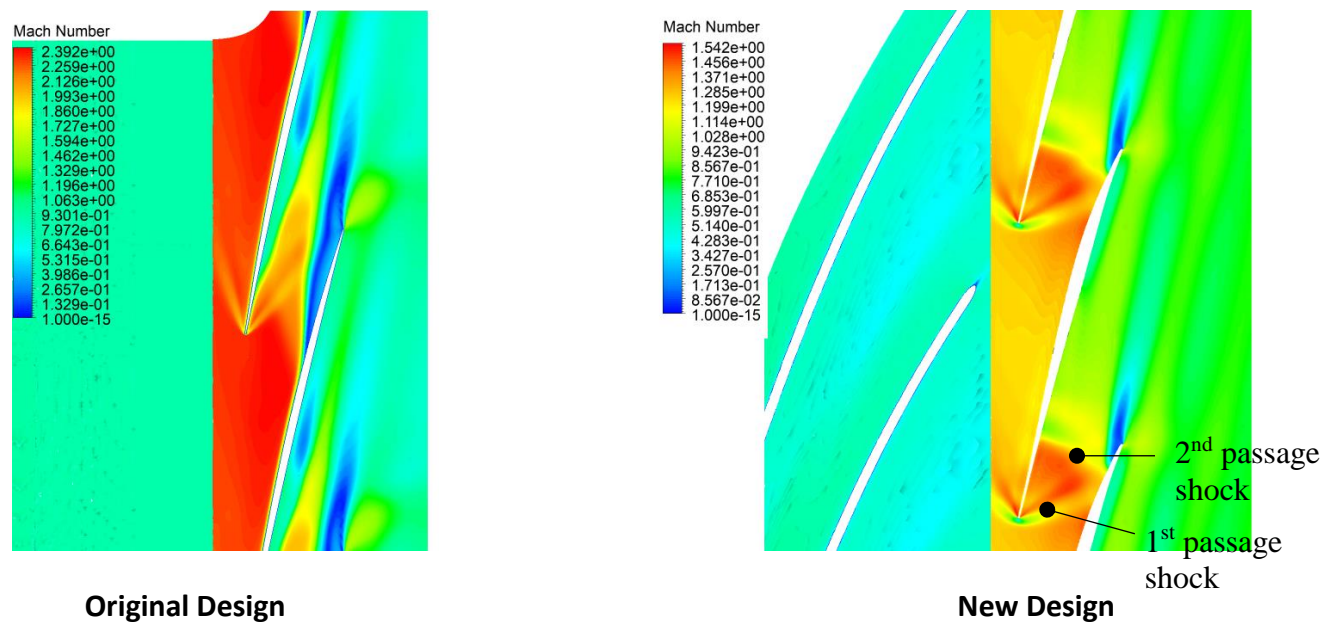 Mach Number
2.392e+00
2.259e+00
2.126e+00
1.993e+00
1.860e+00
1.727e+00
1.594e+00
1.462e+00
1.329e+00
1.196e+00
1.063e+00
9.301e-01
7.972e-01
6.643e-01
5.315e-01
3.986e-01
2.658e-01
1.329e-01
1.000e-15
Mach Number
1.542e+00
1.456e+00
1.371e+00
1.285e+00
1.199e+00
1.114e+00
1.028e+00
9.423e-01
8.567e-01
7.710e-01
6.853e-01
5.997e-01
5.140e-01
4.283e-01
3.427e-01
2.570e-01
1.713e-01
8.567e-02
1.000e-15
2nd passage
shock
1st passage
shock
Original Design
New Design